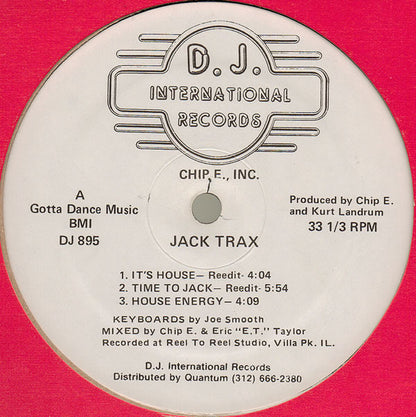 D. J.
INTERNATIONAL
RECORDS
CHIP E., INC.
A
Gotta Dance Music
BMI
DJ 895
Produced by Chip E.
and Kurt Landrum
33 1/3 RPM
JACK TRAX
1. IT'S HOUSE— Reedit- 4:04
2. TIME TO JACK— Reedit- 5:54
3. HOUSE ENERGY— 4:09
KEYBOARDS by Joe Smooth
MIXED by Chip E. & Eric "E.T." Taylor
Recorded at Reel To Reel Studio, Villa Pk. IL.
D.J. International Records
Distributed by Quantum (312) 666-2380